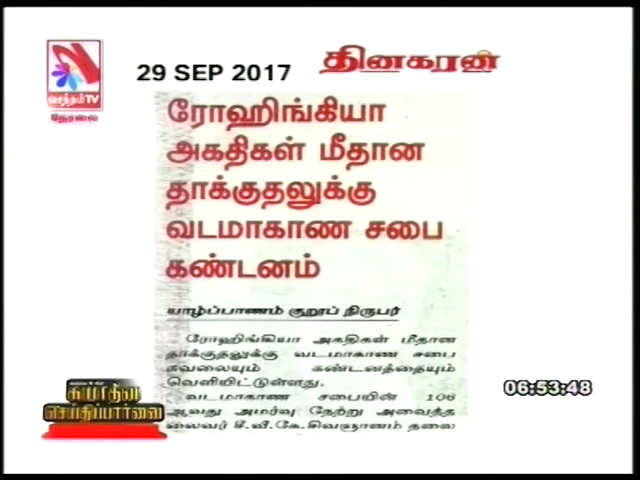 29 SEP 2017
தினகரன்
வசந்தம்TV
நேரலை
ரோஹிங்கியா
அகதிகள் மீதான
தாக்குதலுக்கு
வடமாகாண சபை
கண்டனம்
யாழ்ப்பாணம் குறூப் நிருபர்
ரோஹிங்கியா அகதிகள் மீதான
தாக்குதலுக்கு வடமாகாண சபை
கவலையும் கண்டனத்தையும்
வெளியிட்டுள்ளது.
வடமாகாண சபையின் 106
ஆவது அமர்வு நேற்று அவைத்த
லைவர் சீ.வீ.கே.சிவஞானம் தலை
செய்திப்பார்வை
06:53:48